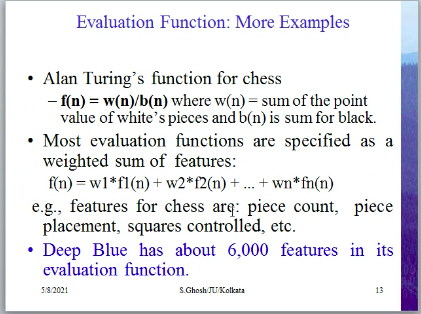 Evaluation Function: More Examples
• Alan Turing's function for chess
– f(n) = w(n)/b(n) where w(n) = sum of the point
value of white's pieces and b(n) is sum for black.
• Most evaluation functions are specified as a
weighted sum of features:
f(n) = w1*f1(n) + w2*f2(n) + ... + wn*fn(n)
e.g., features for chess are: piece count, piece
placement, squares controlled, etc.
• Deep Blue has about 6,000 features in its
evaluation function.
5/8/2021 S.Ghosh/JU/Kolkata 13